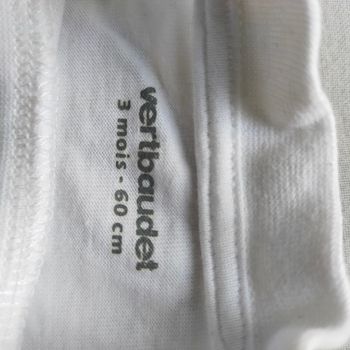 vertbaudet
3 mois - 60 cm